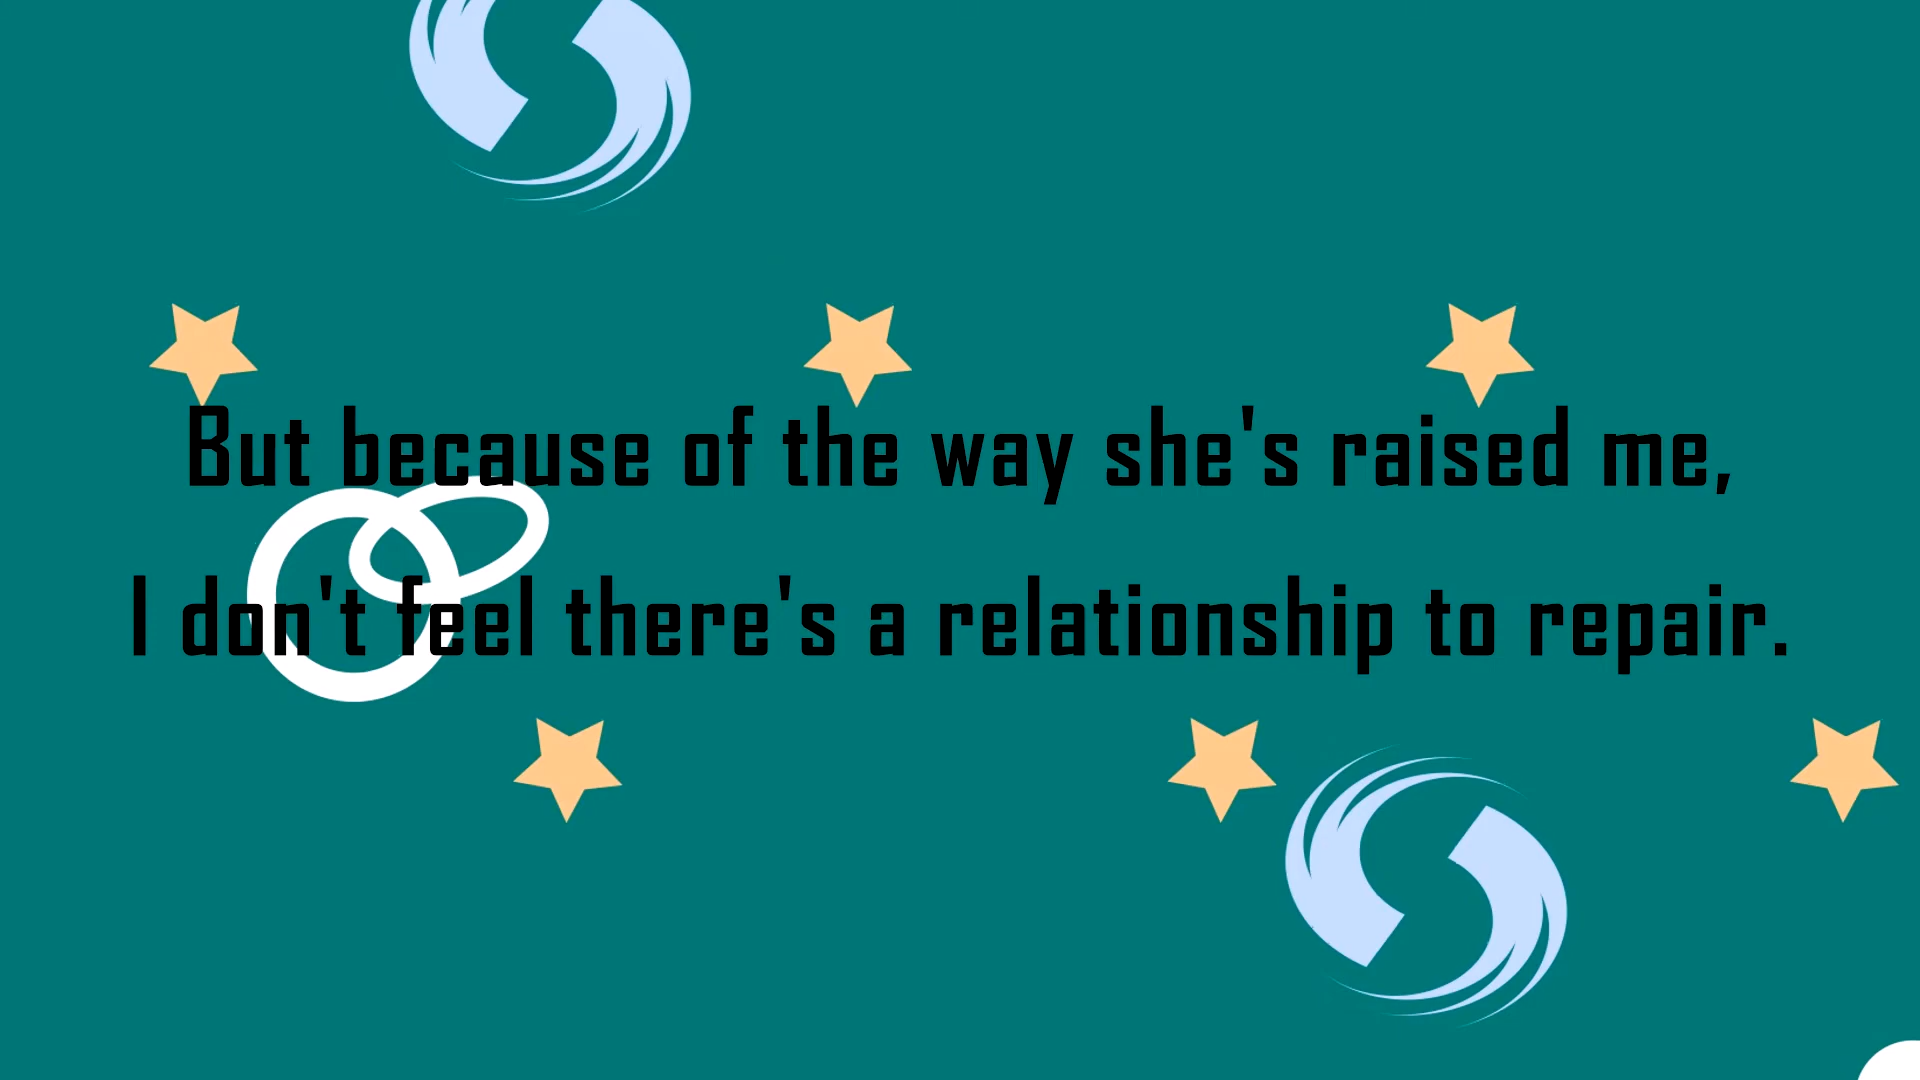 But because of the way she's raised me,
I don't feel there's a relationship to repair.